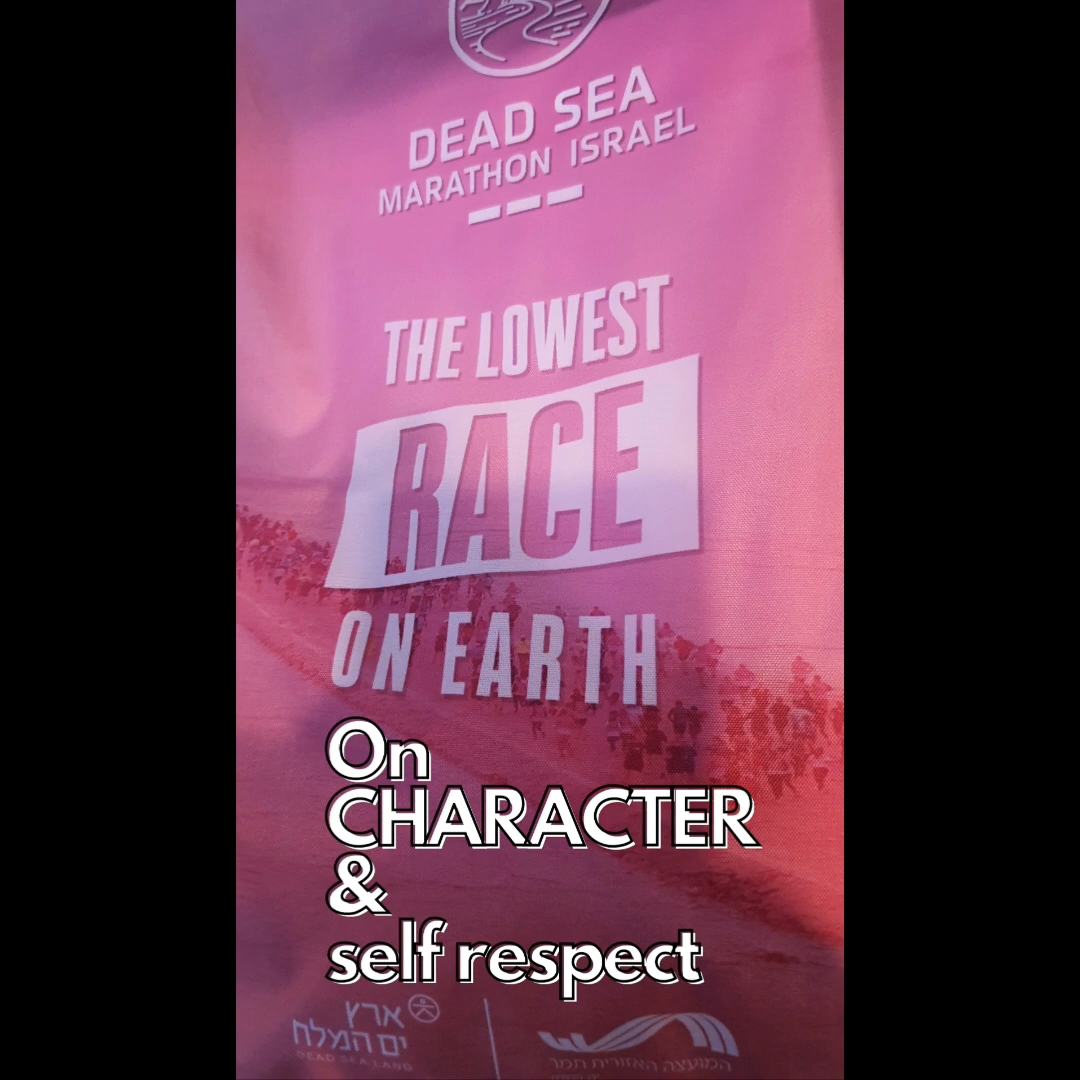 DEAD SEA
MARATHON ISRAEL
THE LOWEST
RACE
ON EARTH
On
CHARACTER
&
self respect
ארץ
ים המלח
DEAD SEA LAND
המועצה האזורית תמר